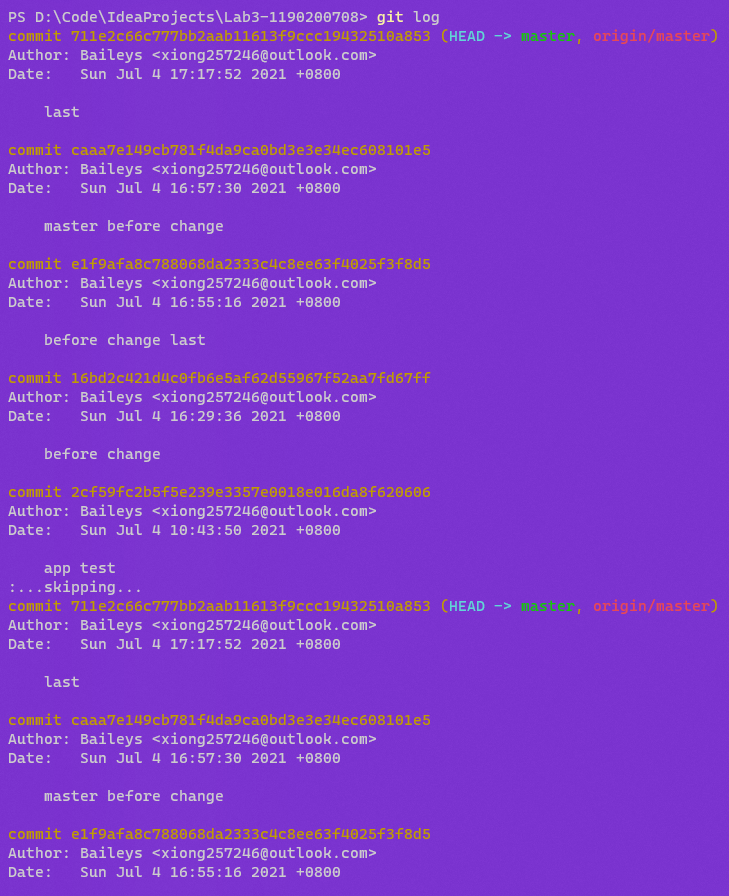 PS D:\Code\IdeaProjects\Lab3-1190200708> git log
commit 711e2c66c777bb2aab11613f9ccc19432510a853 (HEAD -> master, origin/master)
Author: Baileys <xiong257246@outlook.com>
Date:   Sun Jul 4 17:17:52 2021 +0800
    last
commit caaa7e149cb781f4da9ca0bd3e3e34ec608101e5
Author: Baileys <xiong257246@outlook.com>
Date:   Sun Jul 4 16:57:30 2021 +0800
    master before change
commit e1f9afa8c788068da2333c4c8ee63f4025f3f8d5
Author: Baileys <xiong257246@outlook.com>
Date:   Sun Jul 4 16:55:16 2021 +0800
    before change last
commit 16bd2c421d4c0fb6e5af62d55967f52aa7fd67ff
Author: Baileys <xiong257246@outlook.com>
Date:   Sun Jul 4 16:29:36 2021 +0800
    before change
commit 2cf59fc2b5f5e239e3357e0018e016da8f620606
Author: Baileys <xiong257246@outlook.com>
Date:   Sun Jul 4 10:43:50 2021 +0800
    app test
:...skipping...
commit 711e2c66c777bb2aab11613f9ccc19432510a853 (HEAD -> master, origin/master)
Author: Baileys <xiong257246@outlook.com>
Date:   Sun Jul 4 17:17:52 2021 +0800
    last
commit caaa7e149cb781f4da9ca0bd3e3e34ec608101e5
Author: Baileys <xiong257246@outlook.com>
Date:   Sun Jul 4 16:57:30 2021 +0800
    master before change
commit e1f9afa8c788068da2333c4c8ee63f4025f3f8d5
Author: Baileys <xiong257246@outlook.com>
Date:   Sun Jul 4 16:55:16 2021 +0800